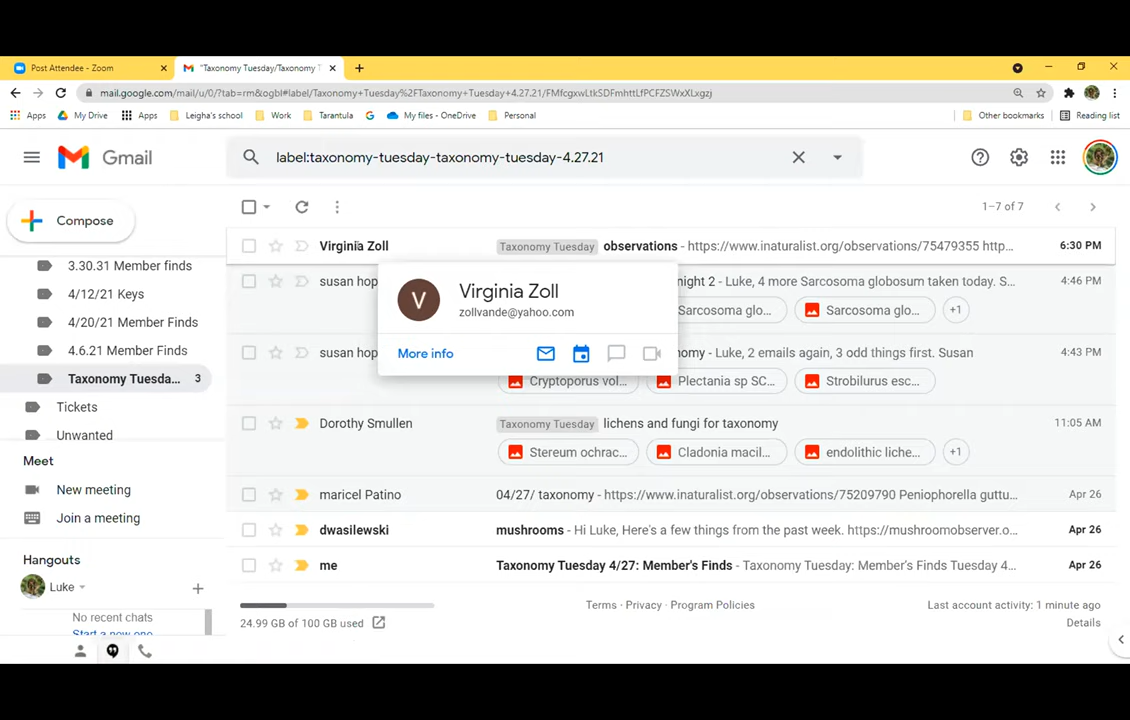 Post Attendee - Zoom
"Taxonomy Tuesday/Taxonomy T
mail.google.com/mail/u/0/?tab=rm&ogbl#label/Taxonomy+Tuesday%2FTaxonomy+Tuesday+4.27.21/FMfcgxwLtkSDFmhttLfPCFZSWxXLxgzj
Apps My Drive Apps Leigha's school Work Tarantula My files - OneDrive Personal Other bookmarks Reading list
Gmail
label:taxonomy-tuesday-taxonomy-tuesday-4.27.21
1–7 of 7
Compose
3.30.31 Member finds
4/12/21 Keys
4/20/21 Member Finds
4.6.21 Member Finds
Taxonomy Tuesda... 3
Tickets
Unwanted
Meet
New meeting
Join a meeting
Hangouts
Luke
No recent chats
Start a new one
Virginia Zoll Taxonomy Tuesday observations - https://www.inaturalist.org/observations/75479355 http... 6:30 PM
susan hop night 2 - Luke, 4 more Sarcosoma globosum taken today. S... 4:46 PM
Sarcosoma glo... Sarcosoma glo... +1
susan hop nomy - Luke, 2 emails again, 3 odd things first. Susan 4:43 PM
Cryptoporus vol... Plectania sp SC... Strobilurus esc...
Virginia Zoll
V
zollvande@yahoo.com
More info
Dorothy Smullen Taxonomy Tuesday lichens and fungi for taxonomy 11:05 AM
Stereum ochrac... Cladonia macil... endolithic liche... +1
maricel Patino 04/27/ taxonomy - https://www.inaturalist.org/observations/75209790 Peniophorella guttu... Apr 26
dwasilewski mushrooms - Hi Luke, Here's a few things from the past week. https://mushroomobserver.o... Apr 26
me Taxonomy Tuesday 4/27: Member's Finds - Taxonomy Tuesday: Member's Finds Tuesday 4... Apr 26
24.99 GB of 100 GB used
Terms · Privacy · Program Policies
Last account activity: 1 minute ago
Details